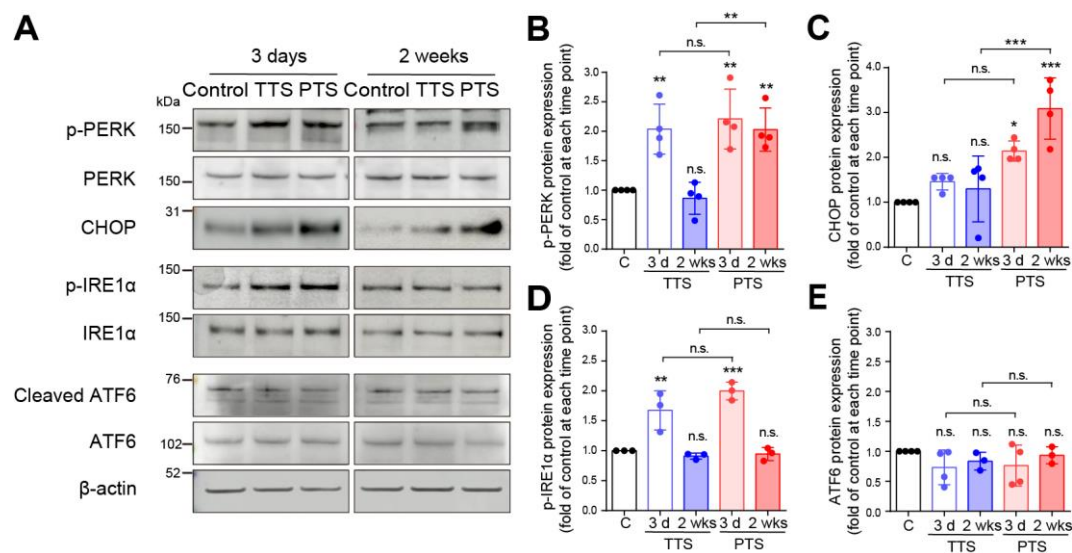 A
3 days 2 weeks
Control TTS PTS Control TTS PTS
kDa
p-PERK 150
PERK 150
31
CHOP
p-IRE1α 150
150
IRE1α
76
Cleaved ATF6
ATF6 102
52
β-actin
B
p-PERK protein expression
(fold of control at each time point)
3.0
2.5
2.0
1.5
1.0
0.5
0.0
**
n.s.
** ** **
C 3 d 2 wks 3 d 2 wks
TTS PTS
C
CHOP protein expression
(fold of control at each time point)
4.0
3.0
2.0
1.0
0.0
***
n.s. ***
n.s. n.s. *
C 3 d 2 wks 3 d 2 wks
TTS PTS
D
p-IRE1α protein expression
(fold of control at each time point)
3.0
2.5
2.0
1.5
1.0
0.5
0.0
n.s.
n.s.
** n.s. *** n.s.
C 3 d 2 wks 3 d 2 wks
TTS PTS
E
ATF6 protein expression
(fold of control at each time point)
3.0
2.5
2.0
1.5
1.0
0.5
0.0
n.s.
n.s.
n.s. n.s. n.s. n.s.
C 3 d 2 wks 3 d 2 wks
TTS PTS